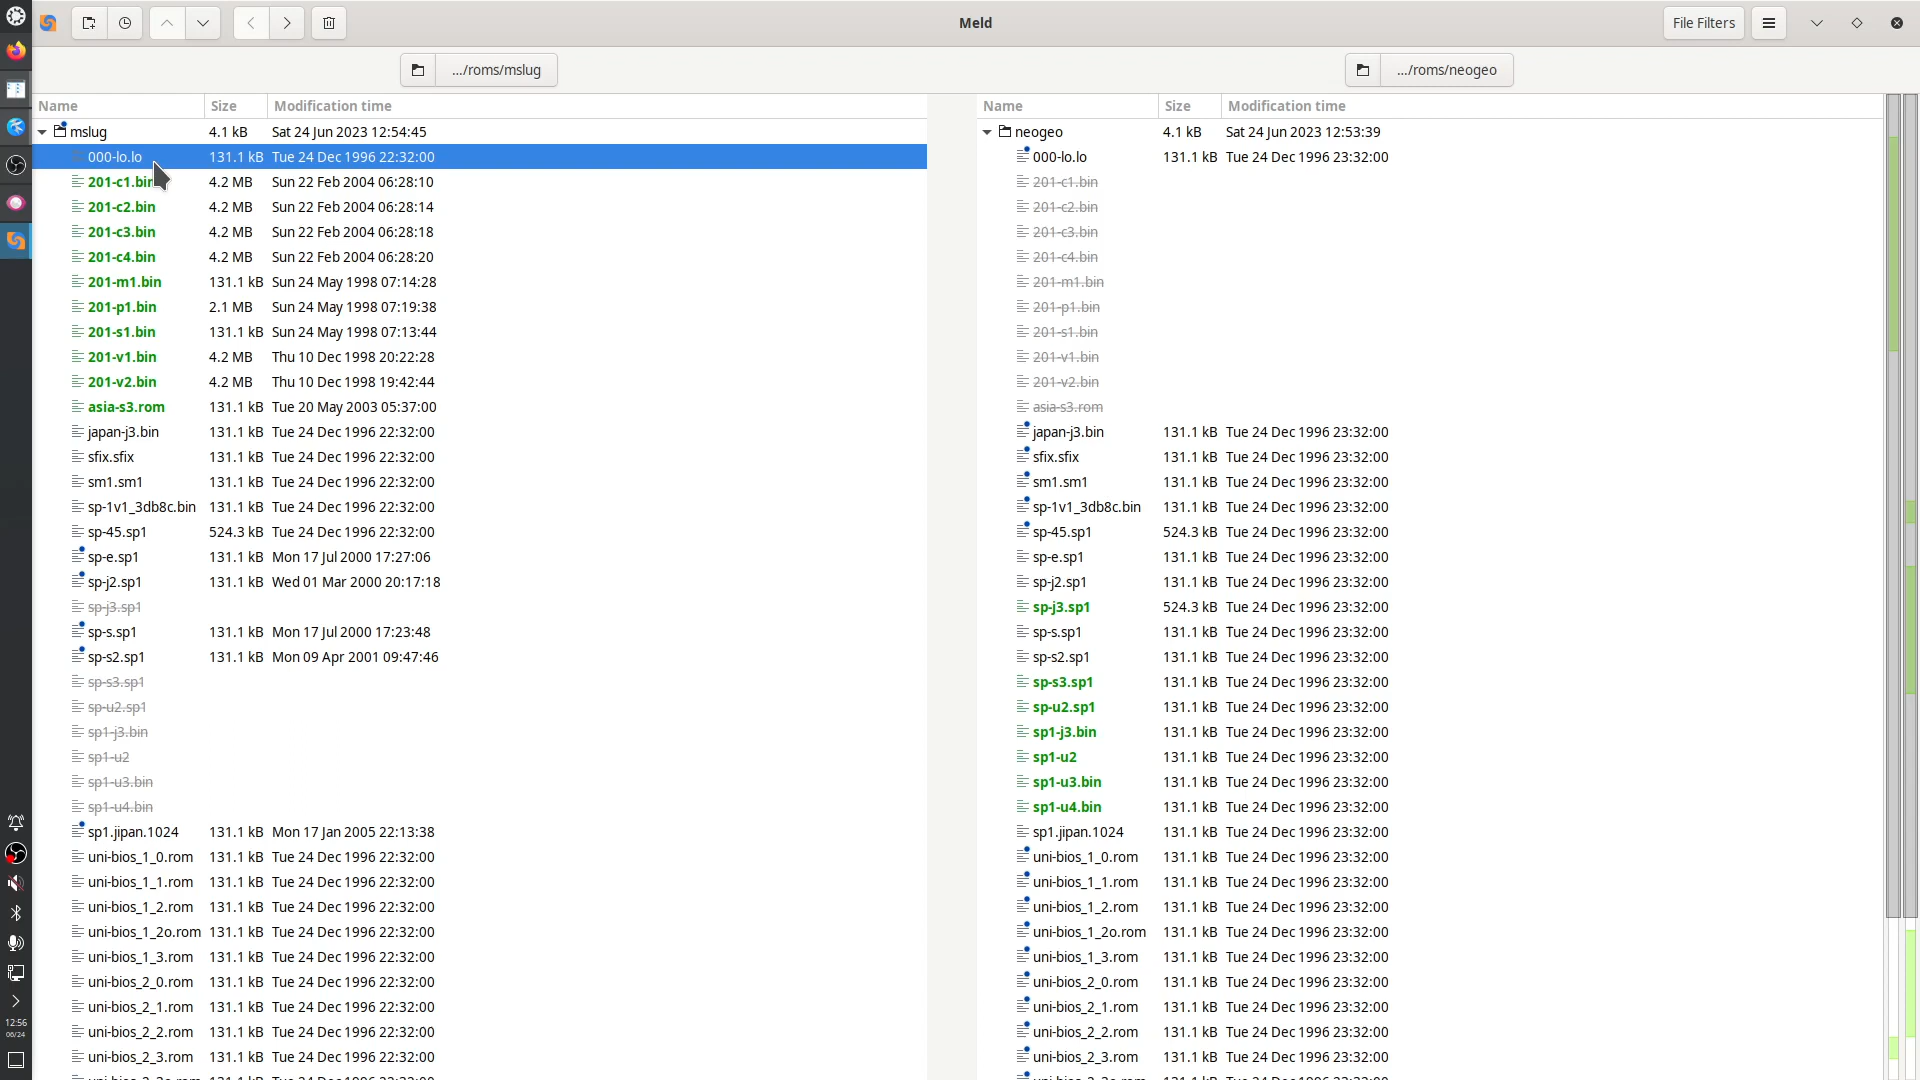 Meld
File Filters
.../roms/mslug
.../roms/neogeo
Name Size Modification time
mslug 4.1 kB Sat 24 Jun 2023 12:54:45
000-lo.lo 131.1 kB Tue 24 Dec 1996 22:32:00
201-c1.bin 4.2 MB Sun 22 Feb 2004 06:28:10
201-c2.bin 4.2 MB Sun 22 Feb 2004 06:28:14
201-c3.bin 4.2 MB Sun 22 Feb 2004 06:28:18
201-c4.bin 4.2 MB Sun 22 Feb 2004 06:28:20
201-m1.bin 131.1 kB Sun 24 May 1998 07:14:28
201-p1.bin 2.1 MB Sun 24 May 1998 07:19:38
201-s1.bin 131.1 kB Sun 24 May 1998 07:13:44
201-v1.bin 4.2 MB Thu 10 Dec 1998 20:22:28
201-v2.bin 4.2 MB Thu 10 Dec 1998 19:42:44
asia-s3.rom 131.1 kB Tue 20 May 2003 05:37:00
japan-j3.bin 131.1 kB Tue 24 Dec 1996 22:32:00
sfix.sfix 131.1 kB Tue 24 Dec 1996 22:32:00
sm1.sm1 131.1 kB Tue 24 Dec 1996 22:32:00
sp-1v1_3db8c.bin 131.1 kB Tue 24 Dec 1996 22:32:00
sp-45.sp1 524.3 kB Tue 24 Dec 1996 22:32:00
sp-e.sp1 131.1 kB Mon 17 Jul 2000 17:27:06
sp-j2.sp1 131.1 kB Wed 01 Mar 2000 20:17:18
sp-j3.sp1
sp-s.sp1 131.1 kB Mon 17 Jul 2000 17:23:48
sp-s2.sp1 131.1 kB Mon 09 Apr 2001 09:47:46
sp-s3.sp1
sp-u2.sp1
sp1-j3.bin
sp1-u2
sp1-u3.bin
sp1-u4.bin
sp1.jipan.1024 131.1 kB Mon 17 Jan 2005 22:13:38
uni-bios_1_0.rom 131.1 kB Tue 24 Dec 1996 22:32:00
uni-bios_1_1.rom 131.1 kB Tue 24 Dec 1996 22:32:00
uni-bios_1_2.rom 131.1 kB Tue 24 Dec 1996 22:32:00
uni-bios_1_2o.rom 131.1 kB Tue 24 Dec 1996 22:32:00
uni-bios_1_3.rom 131.1 kB Tue 24 Dec 1996 22:32:00
uni-bios_2_0.rom 131.1 kB Tue 24 Dec 1996 22:32:00
uni-bios_2_1.rom 131.1 kB Tue 24 Dec 1996 22:32:00
uni-bios_2_2.rom 131.1 kB Tue 24 Dec 1996 22:32:00
uni-bios_2_3.rom 131.1 kB Tue 24 Dec 1996 22:32:00
Name Size Modification time
neogeo 4.1 kB Sat 24 Jun 2023 12:53:39
000-lo.lo 131.1 kB Tue 24 Dec 1996 23:32:00
201-c1.bin
201-c2.bin
201-c3.bin
201-c4.bin
201-m1.bin
201-p1.bin
201-s1.bin
201-v1.bin
201-v2.bin
asia-s3.rom
japan-j3.bin 131.1 kB Tue 24 Dec 1996 23:32:00
sfix.sfix 131.1 kB Tue 24 Dec 1996 23:32:00
sm1.sm1 131.1 kB Tue 24 Dec 1996 23:32:00
sp-1v1_3db8c.bin 131.1 kB Tue 24 Dec 1996 23:32:00
sp-45.sp1 524.3 kB Tue 24 Dec 1996 23:32:00
sp-e.sp1 131.1 kB Tue 24 Dec 1996 23:32:00
sp-j2.sp1 131.1 kB Tue 24 Dec 1996 23:32:00
sp-j3.sp1 524.3 kB Tue 24 Dec 1996 23:32:00
sp-s.sp1 131.1 kB Tue 24 Dec 1996 23:32:00
sp-s2.sp1 131.1 kB Tue 24 Dec 1996 23:32:00
sp-s3.sp1 131.1 kB Tue 24 Dec 1996 23:32:00
sp-u2.sp1 131.1 kB Tue 24 Dec 1996 23:32:00
sp1-j3.bin 131.1 kB Tue 24 Dec 1996 23:32:00
sp1-u2 131.1 kB Tue 24 Dec 1996 23:32:00
sp1-u3.bin 131.1 kB Tue 24 Dec 1996 23:32:00
sp1-u4.bin 131.1 kB Tue 24 Dec 1996 23:32:00
sp1.jipan.1024 131.1 kB Tue 24 Dec 1996 23:32:00
uni-bios_1_0.rom 131.1 kB Tue 24 Dec 1996 23:32:00
uni-bios_1_1.rom 131.1 kB Tue 24 Dec 1996 23:32:00
uni-bios_1_2.rom 131.1 kB Tue 24 Dec 1996 23:32:00
uni-bios_1_2o.rom 131.1 kB Tue 24 Dec 1996 23:32:00
uni-bios_1_3.rom 131.1 kB Tue 24 Dec 1996 23:32:00
uni-bios_2_0.rom 131.1 kB Tue 24 Dec 1996 23:32:00
uni-bios_2_1.rom 131.1 kB Tue 24 Dec 1996 23:32:00
uni-bios_2_2.rom 131.1 kB Tue 24 Dec 1996 23:32:00
uni-bios_2_3.rom 131.1 kB Tue 24 Dec 1996 23:32:00
12:56
06/24